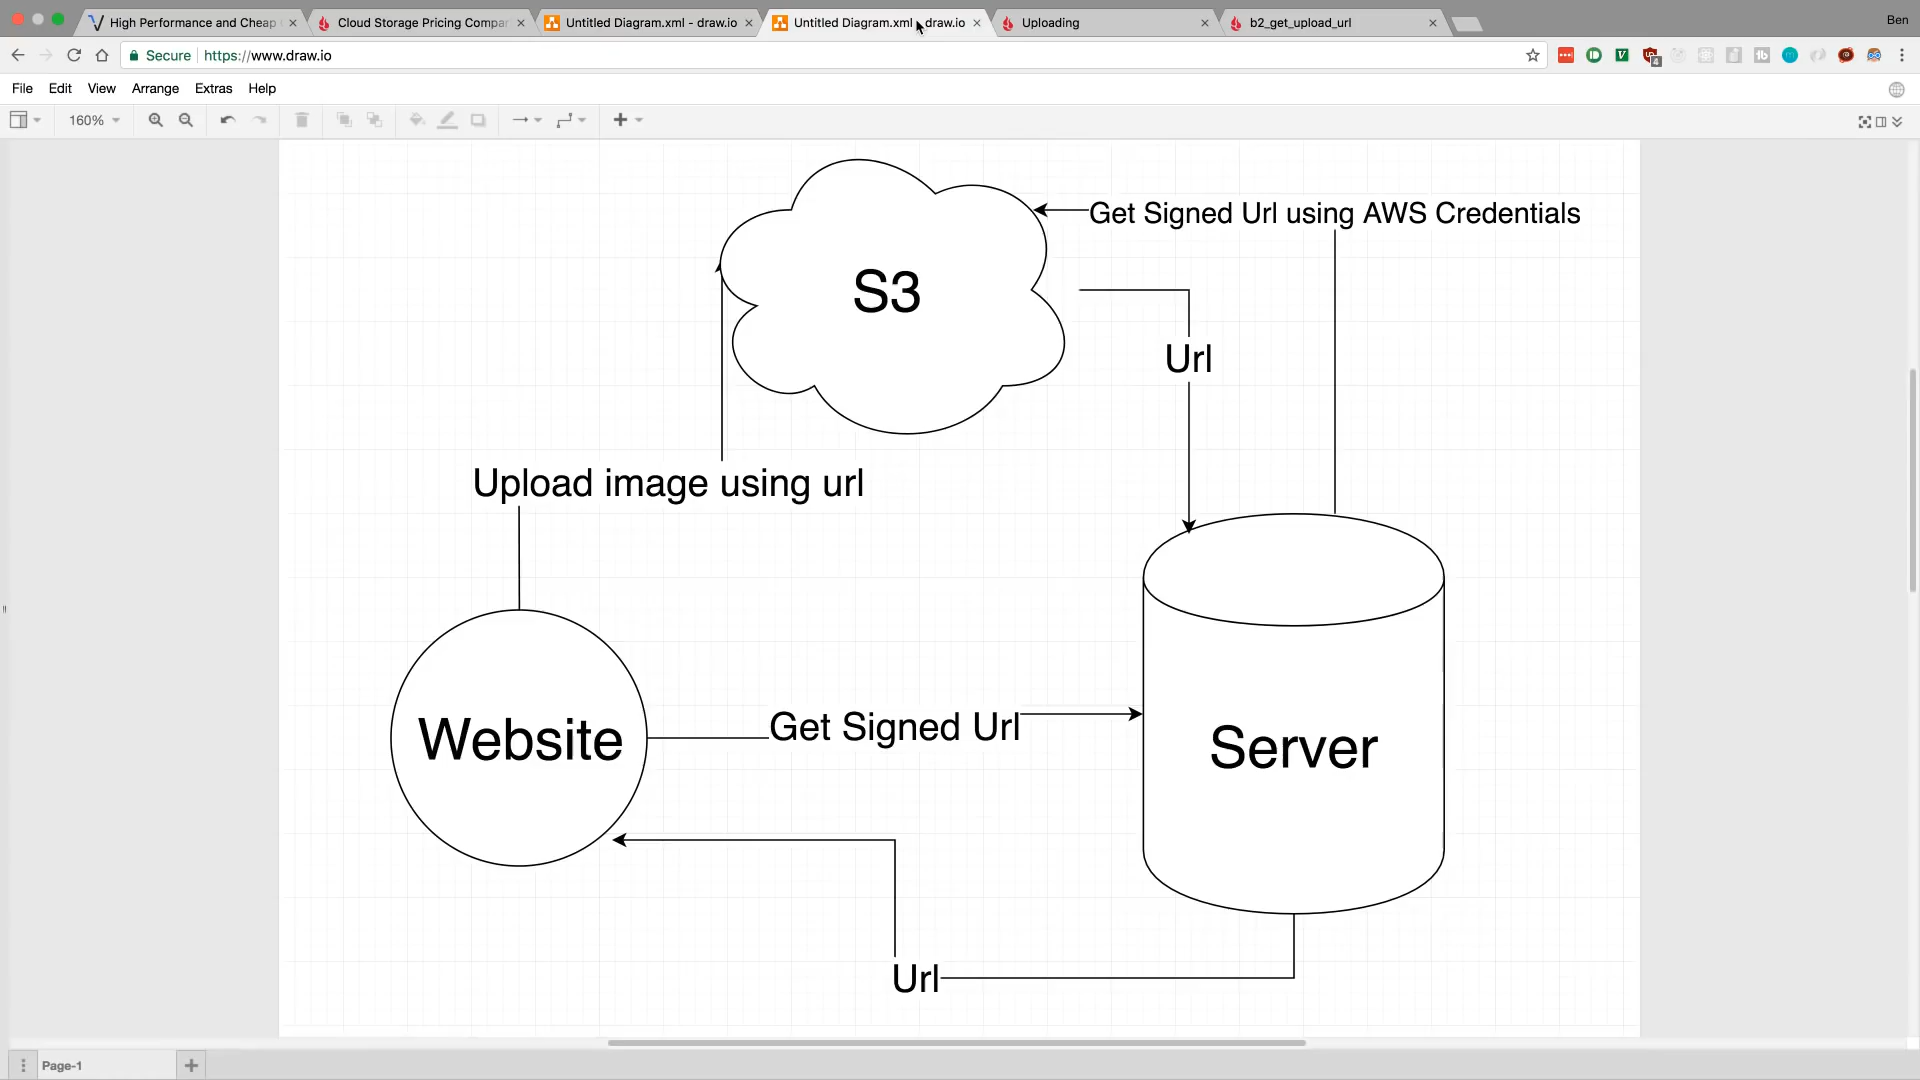 High Performance and Cheap
Cloud Storage Pricing Compar
Untitled Diagram.xml - draw.io
Untitled Diagram.xml - draw.io
Uploading
b2_get_upload_url
Ben
Secure
https://www.draw.io
4
File
Edit
View
Arrange
Extras
Help
160%
Get Signed Url using AWS Credentials
S3
Url
Upload image using url
Website
Get Signed Url
Server
Url
Page-1